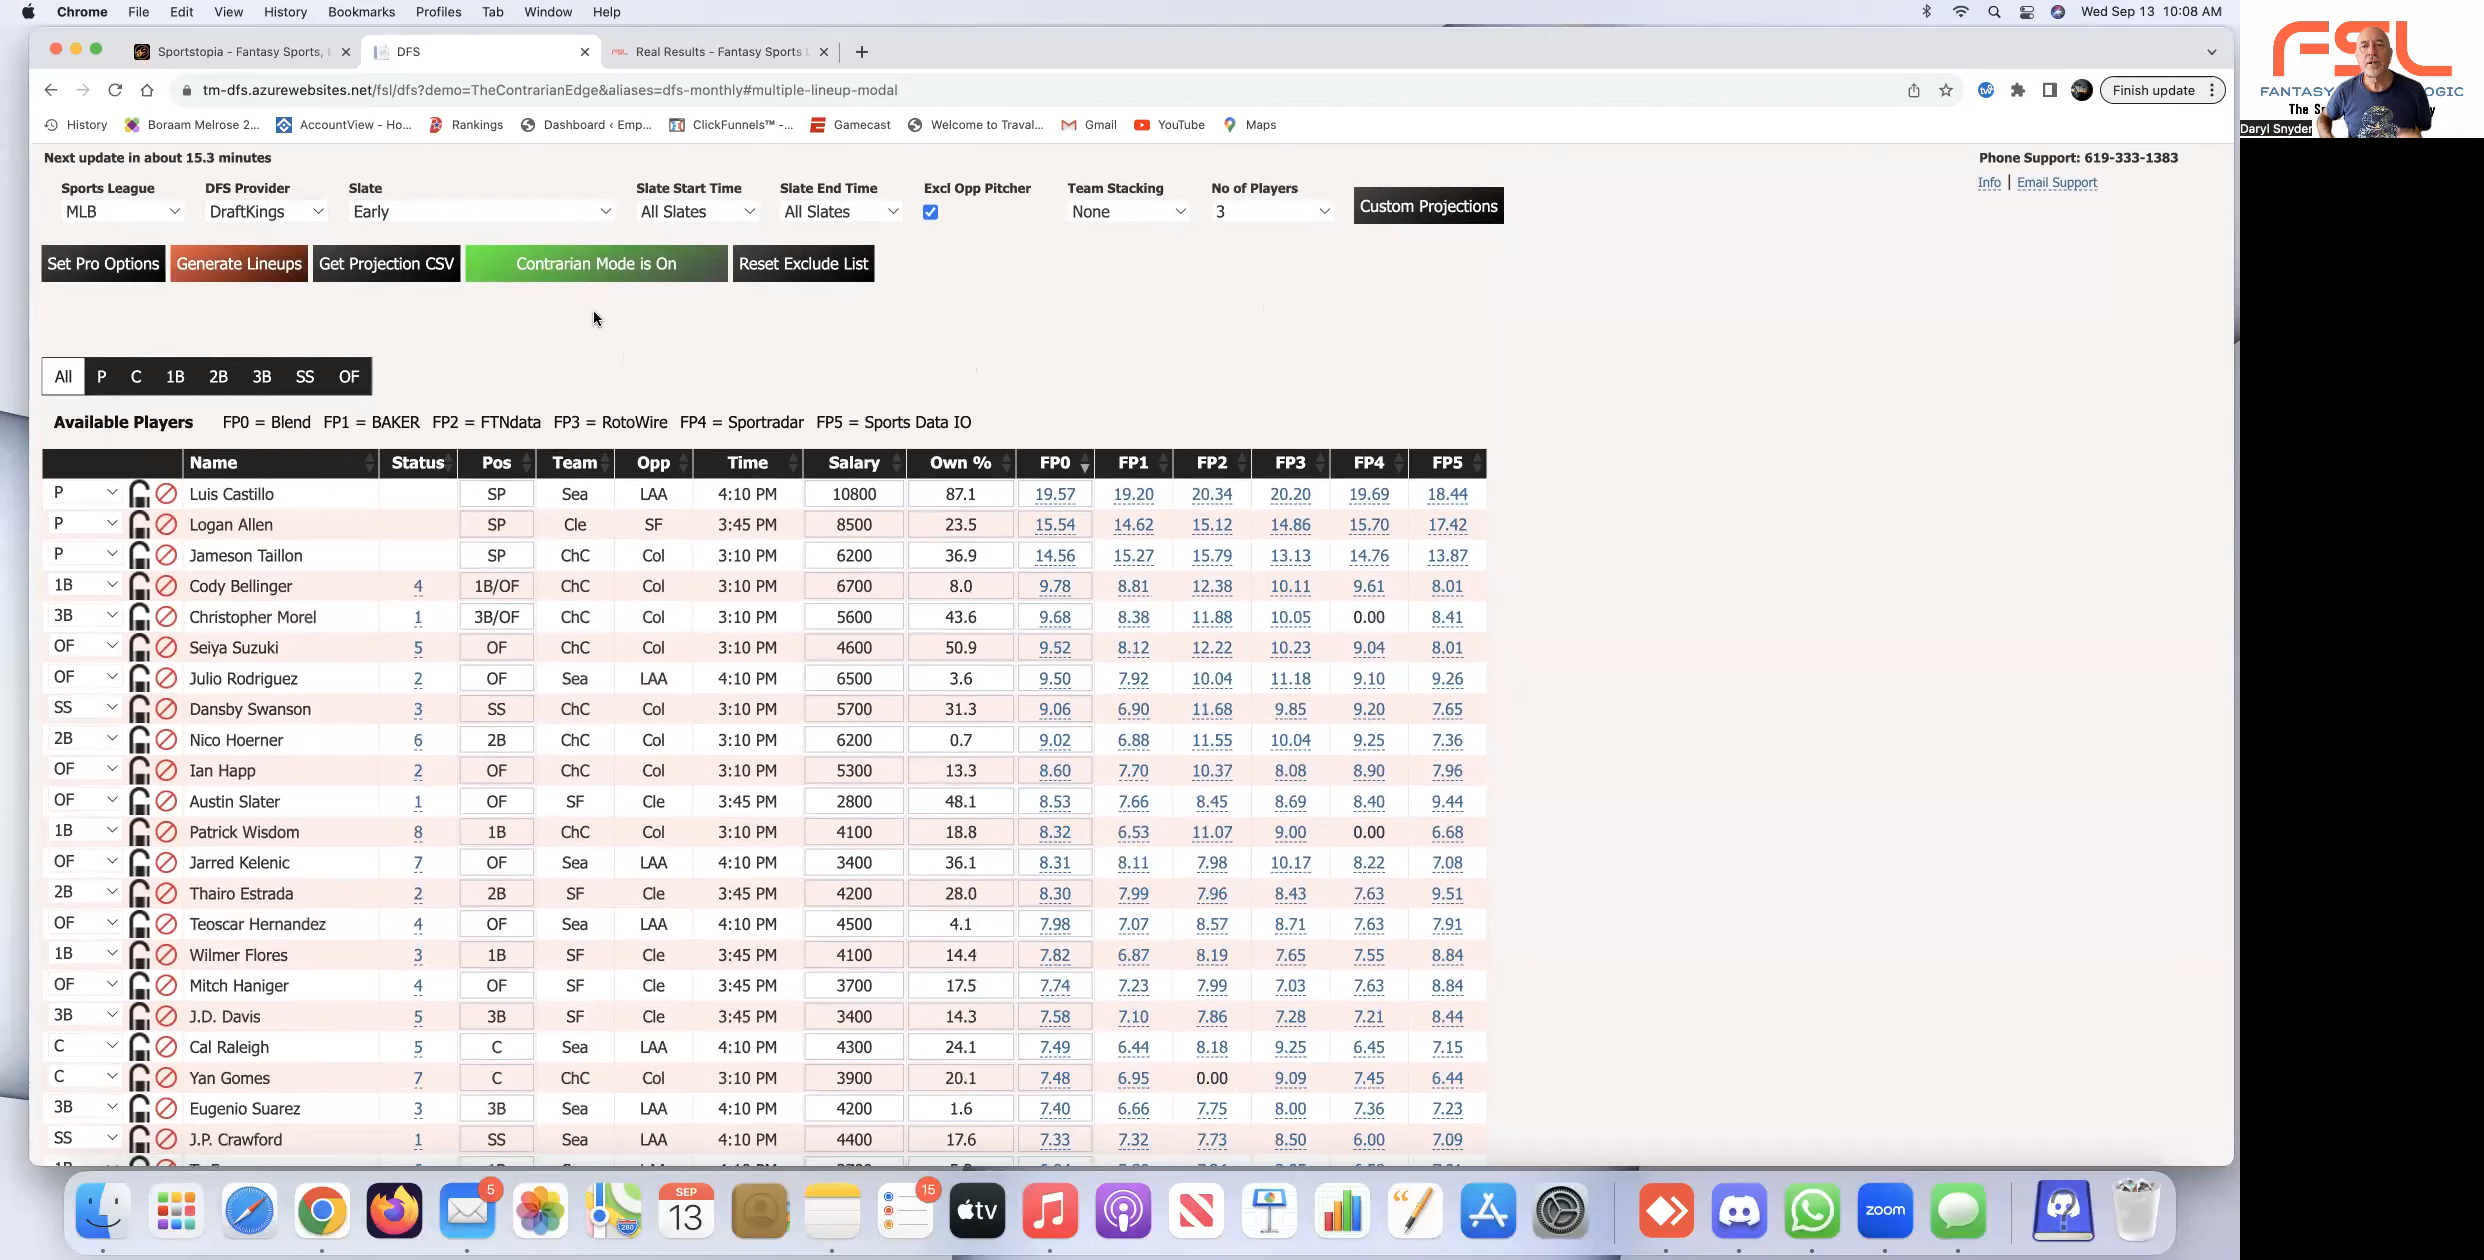 Chrome File Edit View History Bookmarks Profiles Tab Window Help Wed Sep 13 10:08 AM
Sportstopia - Fantasy Sports, DFS Real Results - Fantasy Sports
tm-dfs.azurewebsites.net/fsl/dfs?demo=TheContrarianEdge&aliases=dfs-monthly#multiple-lineup-modal Finish update
History Boraam Melrose 2... AccountView - Ho... Rankings Dashboard ‹ Emp... ClickFunnels™ -... Gamecast Welcome to Traval... Gmail YouTube Maps
Next update in about 15.3 minutes
Phone Support: 619-333-1383
Info | Email Support
Sports League DFS Provider Slate Slate Start Time Slate End Time Excl Opp Pitcher Team Stacking No of Players
MLB DraftKings Early All Slates All Slates None 3 Custom Projections
Set Pro Options Generate Lineups Get Projection CSV Contrarian Mode is On Reset Exclude List
All P C 1B 2B 3B SS OF
Available Players FP0 = Blend FP1 = BAKER FP2 = FTNdata FP3 = RotoWire FP4 = Sportradar FP5 = Sports Data IO
Name Status Pos Team Opp Time Salary Own % FP0 FP1 FP2 FP3 FP4 FP5
P Luis Castillo SP Sea LAA 4:10 PM 10800 87.1 19.57 19.20 20.34 20.20 19.69 18.44
P Logan Allen SP Cle SF 3:45 PM 8500 23.5 15.54 14.62 15.12 14.86 15.70 17.42
P Jameson Taillon SP ChC Col 3:10 PM 6200 36.9 14.56 15.27 15.79 13.13 14.76 13.87
1B Cody Bellinger 4 1B/OF ChC Col 3:10 PM 6700 8.0 9.78 8.81 12.38 10.11 9.61 8.01
3B Christopher Morel 1 3B/OF ChC Col 3:10 PM 5600 43.6 9.68 8.38 11.88 10.05 0.00 8.41
OF Seiya Suzuki 5 OF ChC Col 3:10 PM 4600 50.9 9.52 8.12 12.22 10.23 9.04 8.01
OF Julio Rodriguez 2 OF Sea LAA 4:10 PM 6500 3.6 9.50 7.92 10.04 11.18 9.10 9.26
SS Dansby Swanson 3 SS ChC Col 3:10 PM 5700 31.3 9.06 6.90 11.68 9.85 9.20 7.65
2B Nico Hoerner 6 2B ChC Col 3:10 PM 6200 0.7 9.02 6.88 11.55 10.04 9.25 7.36
OF Ian Happ 2 OF ChC Col 3:10 PM 5300 13.3 8.60 7.70 10.37 8.08 8.90 7.96
OF Austin Slater 1 OF SF Cle 3:45 PM 2800 48.1 8.53 7.66 8.45 8.69 8.40 9.44
1B Patrick Wisdom 8 1B ChC Col 3:10 PM 4100 18.8 8.32 6.53 11.07 9.00 0.00 6.68
OF Jarred Kelenic 7 OF Sea LAA 4:10 PM 3400 36.1 8.31 8.11 7.98 10.17 8.22 7.08
2B Thairo Estrada 2 2B SF Cle 3:45 PM 4200 28.0 8.30 7.99 7.96 8.43 7.63 9.51
OF Teoscar Hernandez 4 OF Sea LAA 4:10 PM 4500 4.1 7.98 7.07 8.57 8.71 7.63 7.91
1B Wilmer Flores 3 1B SF Cle 3:45 PM 4100 14.4 7.82 6.87 8.19 7.65 7.55 8.84
OF Mitch Haniger 4 OF SF Cle 3:45 PM 3700 17.5 7.74 7.23 7.99 7.03 7.63 8.84
3B J.D. Davis 5 3B SF Cle 3:45 PM 3400 14.3 7.58 7.10 7.86 7.28 7.21 8.44
C Cal Raleigh 5 C Sea LAA 4:10 PM 4300 24.1 7.49 6.44 8.18 9.25 6.45 7.15
C Yan Gomes 7 C ChC Col 3:10 PM 3900 20.1 7.48 6.95 0.00 9.09 7.45 6.44
3B Eugenio Suarez 3 3B Sea LAA 4:10 PM 4200 1.6 7.40 6.66 7.75 8.00 7.36 7.23
SS J.P. Crawford 1 SS Sea LAA 4:10 PM 4400 17.6 7.33 7.32 7.73 8.50 6.00 7.09
5 SEP 13 280 15 tv zoom
FSL
FANTASY OGIC
The
Daryl Snyder